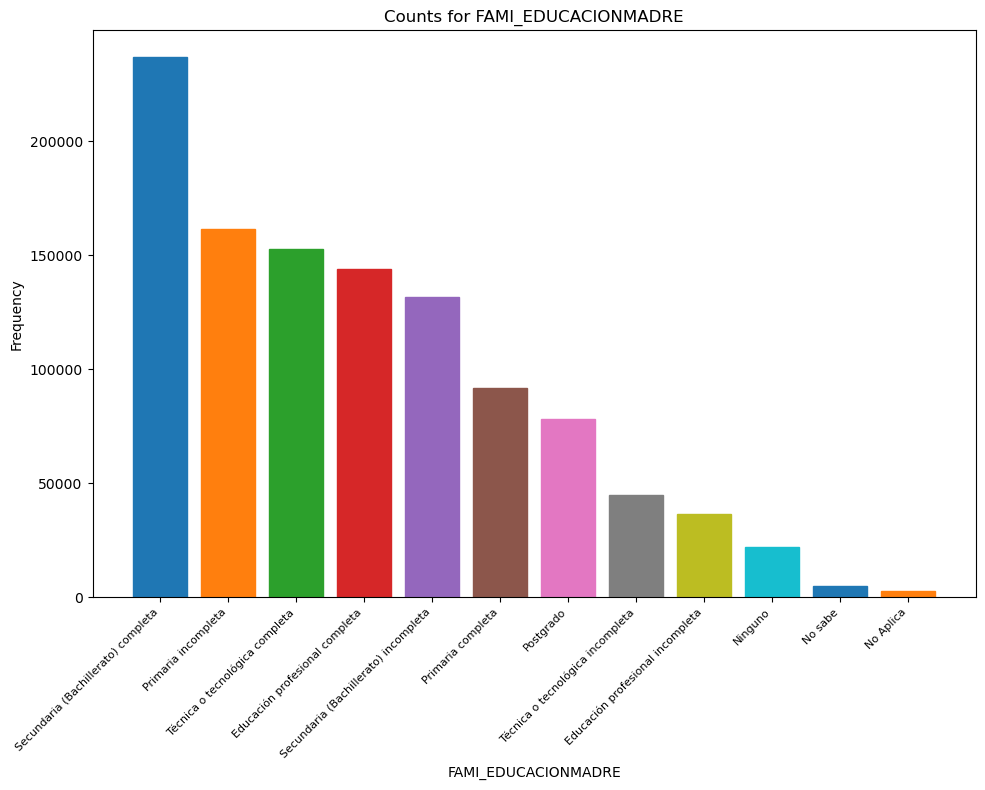 Counts for FAMI_EDUCACIONMADRE
Frequency
200000
150000
100000
50000
0
Secundaria (Bachillerato) completa
Primaria incompleta
Técnica o tecnológica completa
Educación profesional completa
Secundaria (Bachillerato) incompleta
Primaria completa
Postgrado
Técnica o tecnológica incompleta
Educación profesional incompleta
Ninguno
No sabe
No Aplica
FAMI_EDUCACIONMADRE